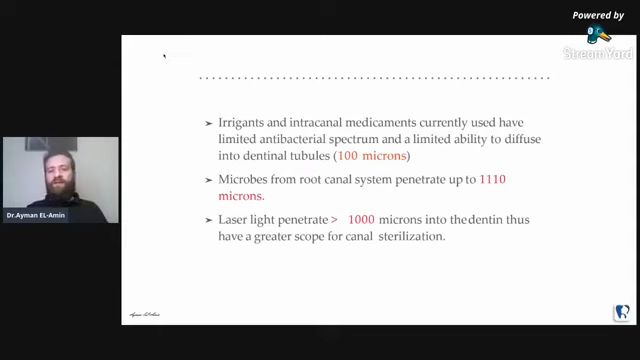 Powered by
StreamYard
➤ Irrigants and intracanal medicaments currently used have
limited antibacterial spectrum and a limited ability to diffuse
into dentinal tubules (100 microns)
➤ Microbes from root canal system penetrate up to 1110
microns.
➤ Laser light penetrate > 1000 microns into the dentin thus
have a greater scope for canal sterilization.
Dr.Ayman EL-Amin